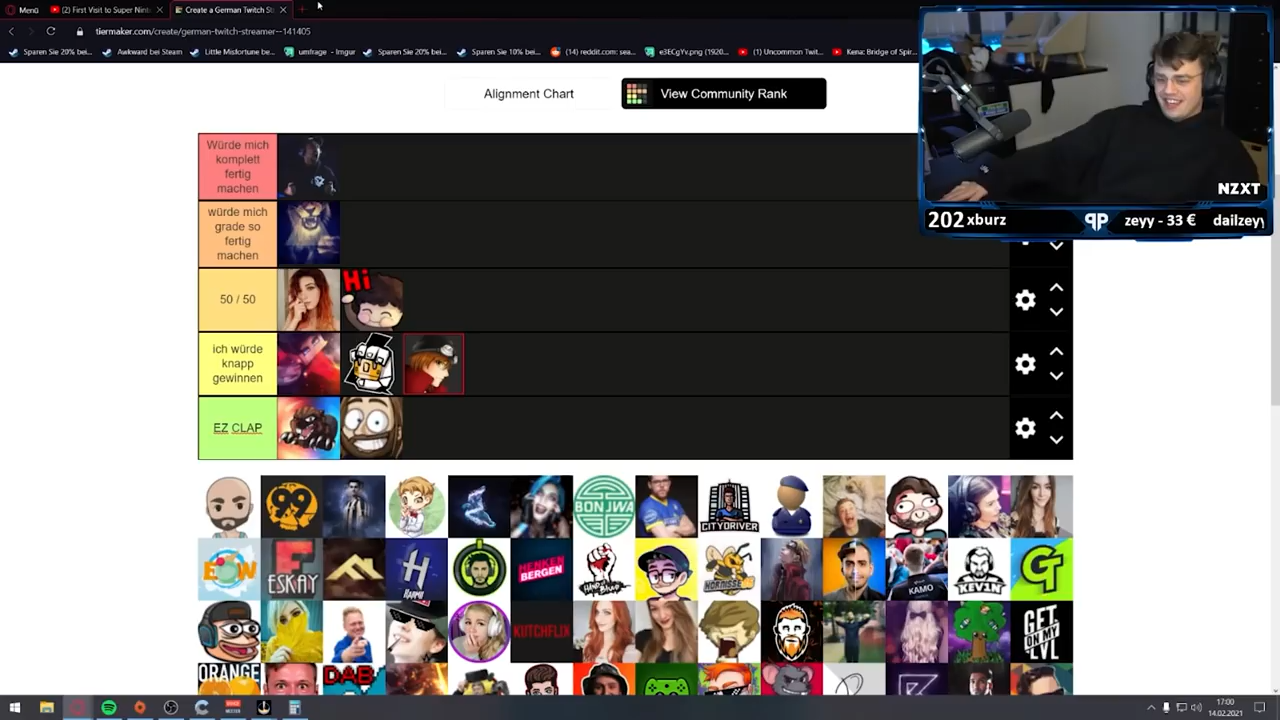 Menü
(2) First Visit to Super Nint
Create a German Twitch St
tiermaker.com/create/german-twitch-streamer--141405
Sparen Sie 20% bei...
Awkward bei Steam
Little Misfortune be...
umfrage - Imgur
Sparen Sie 20% bei...
Sparen Sie 10% bei...
(14) reddit.com: sea...
e3ECgYv.png (1920...
(1) Uncommon Twit...
Kena: Bridge of Spir...
Alignment Chart
View Community Rank
Würde mich
komplett
fertig
machen
würde mich
grade so
fertig
machen
50 / 50
Hi
ich würde
knapp
gewinnen
EZ CLAP
NZXT
202 xburz
zeyy - 33 €
dailzeyy
99
BONJWA
CITYDRIVER
ESKAY
HENKEN
BERGEN
HORNISSE
KAMO
KEV1N
GT
KUTCHFLIX
GET
ON MY
LVL
ORANGE
DAB
17:00
14.02.2021